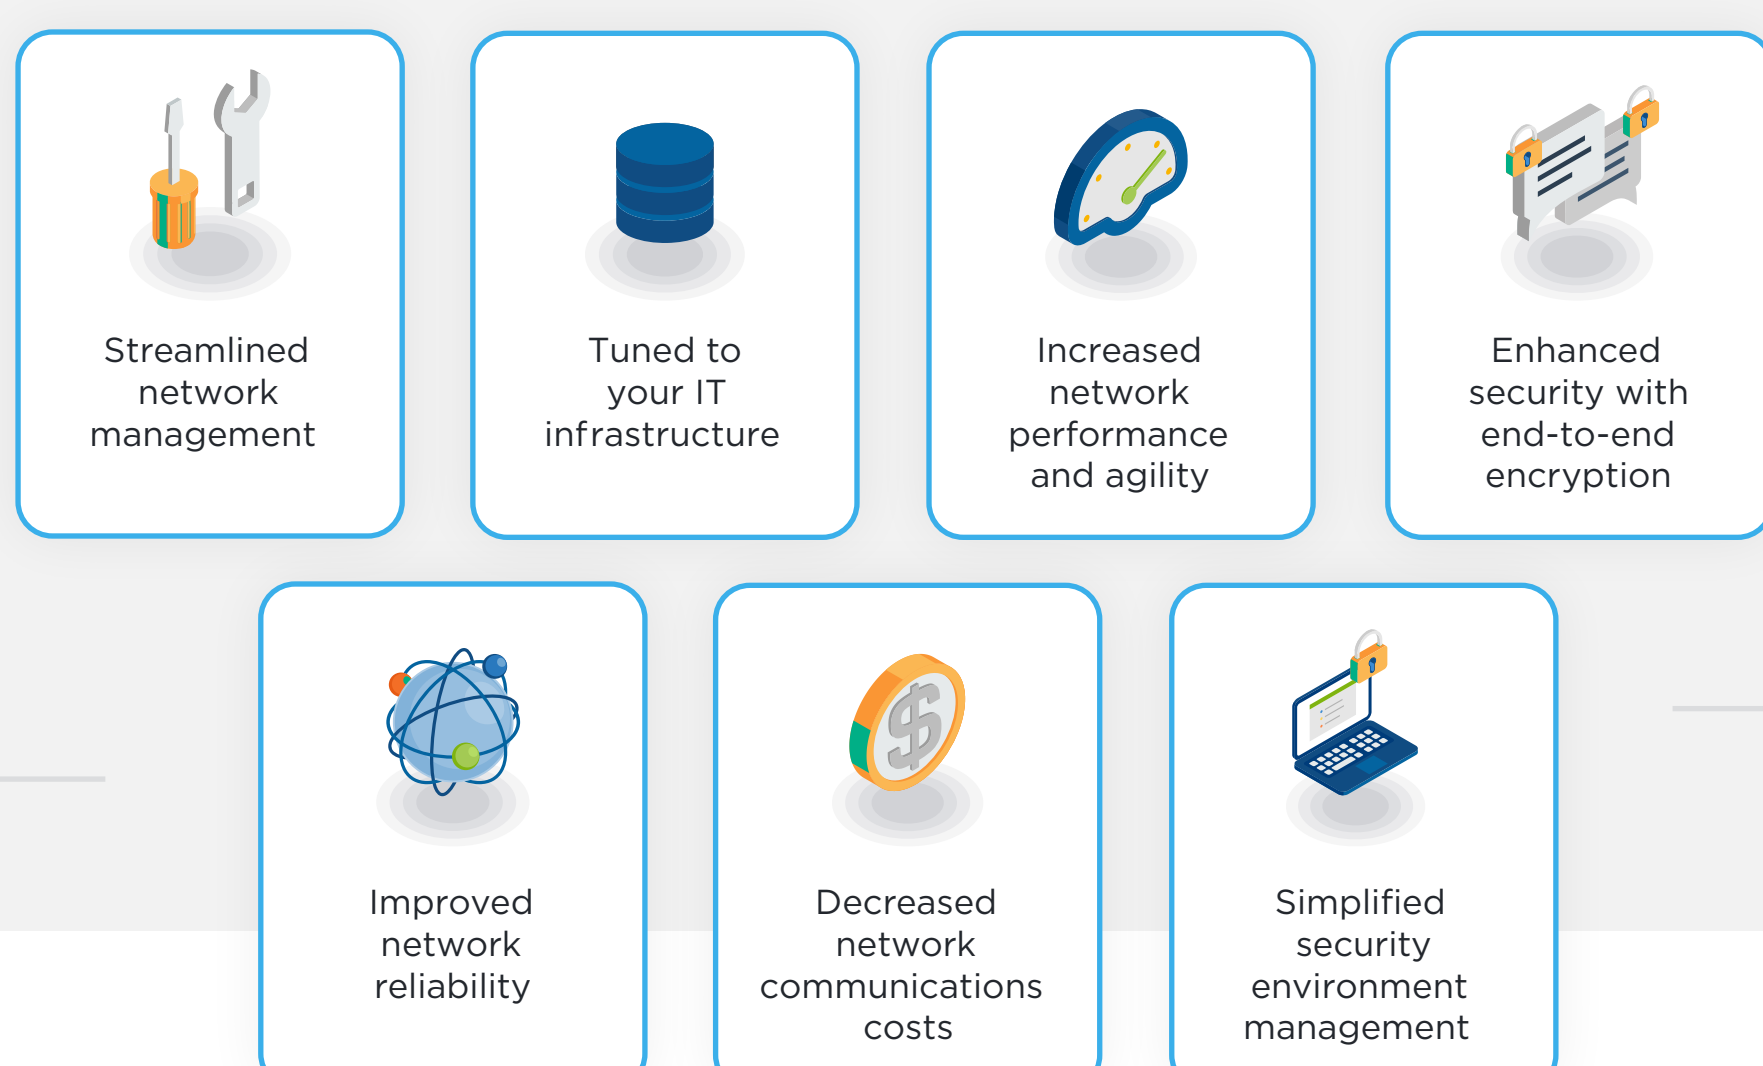 Streamlined
network
management
Tuned to
your IT
infrastructure
Increased
network
performance
and agility
Enhanced
security with
end-to-end
encryption
Improved
network
reliability
Decreased
network
communications
costs
Simplified
security
environment
management